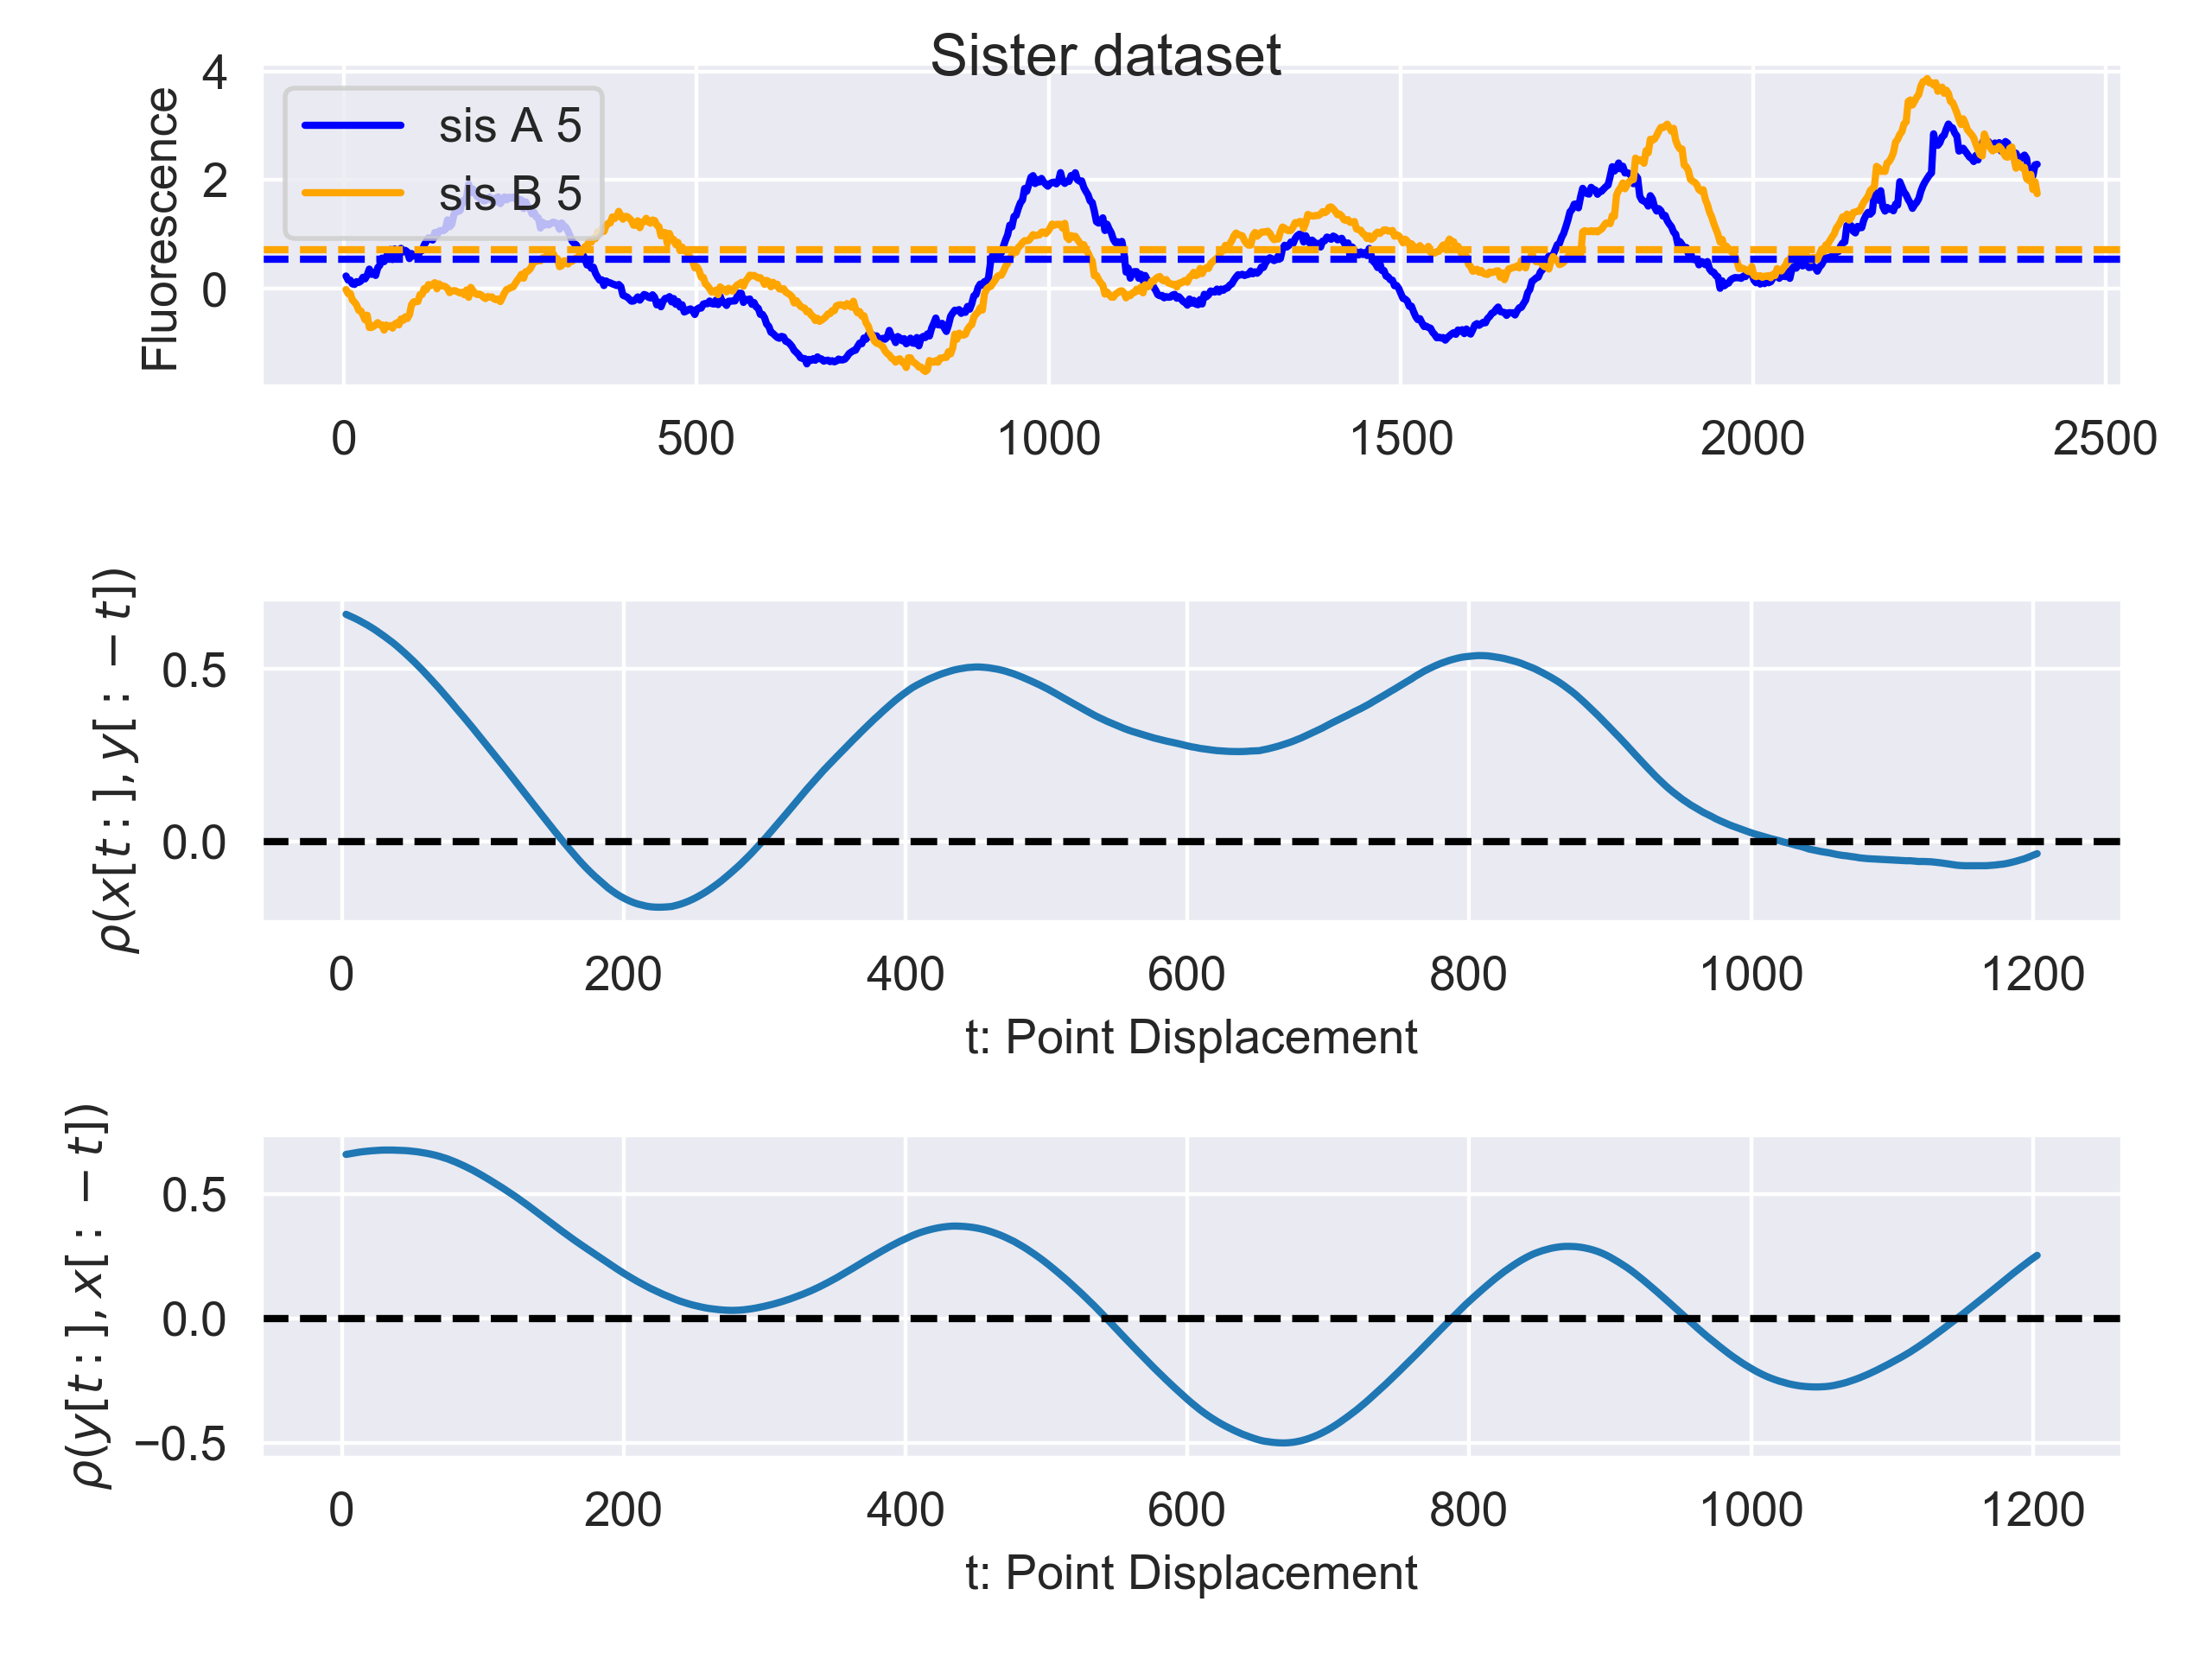 Sister dataset
Fluorescence
4
2
0
sis A 5
sis B 5
0 500 1000 1500 2000 2500
ρ(x[t:], y[:−t])
0.5
0.0
0 200 400 600 800 1000 1200
t: Point Displacement
ρ(y[t:], x[:−t])
0.5
0.0
−0.5
0 200 400 600 800 1000 1200
t: Point Displacement